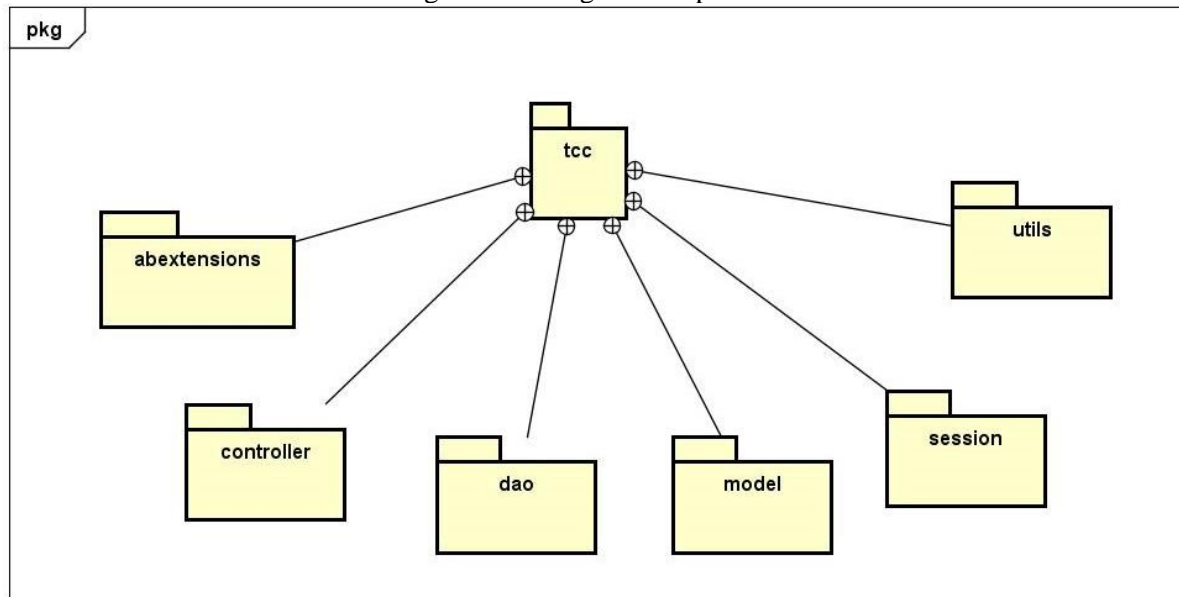 pkg
tcc
utils
abextensions
session
controller
dao
model